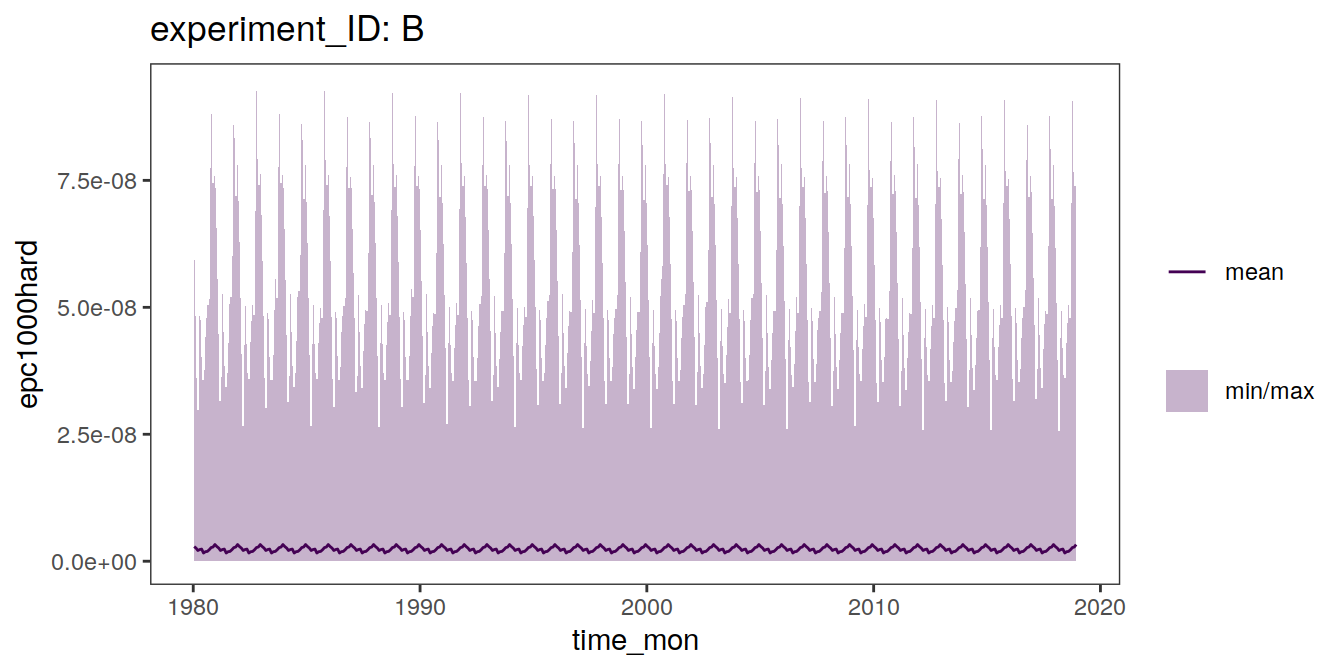 experiment_ID: B
epc1000hard
7.5e-08
5.0e-08
2.5e-08
0.0e+00
1980
1990
2000
2010
2020
time_mon
mean
min/max